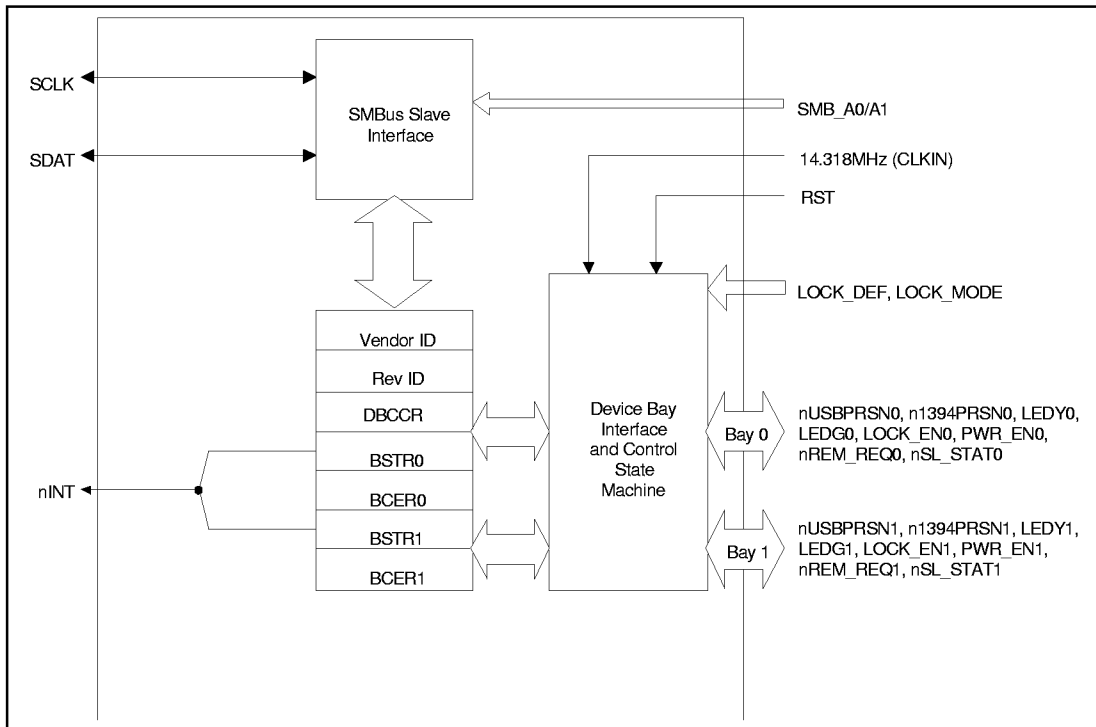 SCLK
SDAT
SMBus Slave
Interface
SMB_A0/A1
14.318MHz (CLKIN)
RST
LOCK_DEF, LOCK_MODE
Vendor ID
Rev ID
DBCCR
BSTR0
BCER0
BSTR1
BCER1
nINT
Device Bay
Interface
and Control
State
Machine
Bay 0
nUSBPRSN0, n1394PRSN0, LEDY0,
LEDG0, LOCK_EN0, PWR_EN0,
nREM_REQ0, nSL_STAT0
Bay 1
nUSBPRSN1, n1394PRSN1, LEDY1,
LEDG1, LOCK_EN1, PWR_EN1,
nREM_REQ1, nSL_STAT1